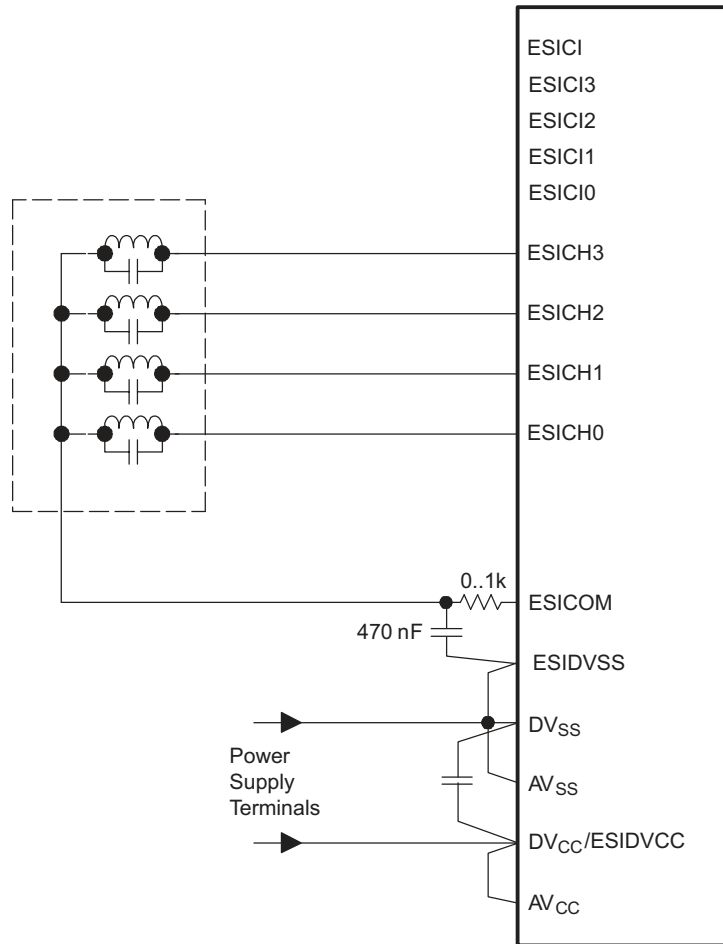 ESICI
ESICI3
ESICI2
ESICI1
ESICI0
ESICH3
ESICH2
ESICH1
ESICH0
0..1k
ESICOM
470 nF
ESIDVSS
DVSS
Power
Supply
Terminals
AVSS
DVCC/ESIDVCC
AVCC